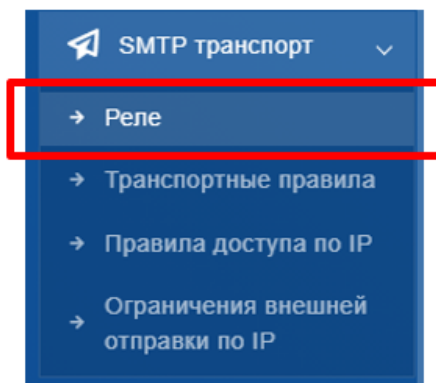 SMTP транспорт
Реле
Транспортные правила
Правила доступа по IP
Ограничения внешней
отправки по IP